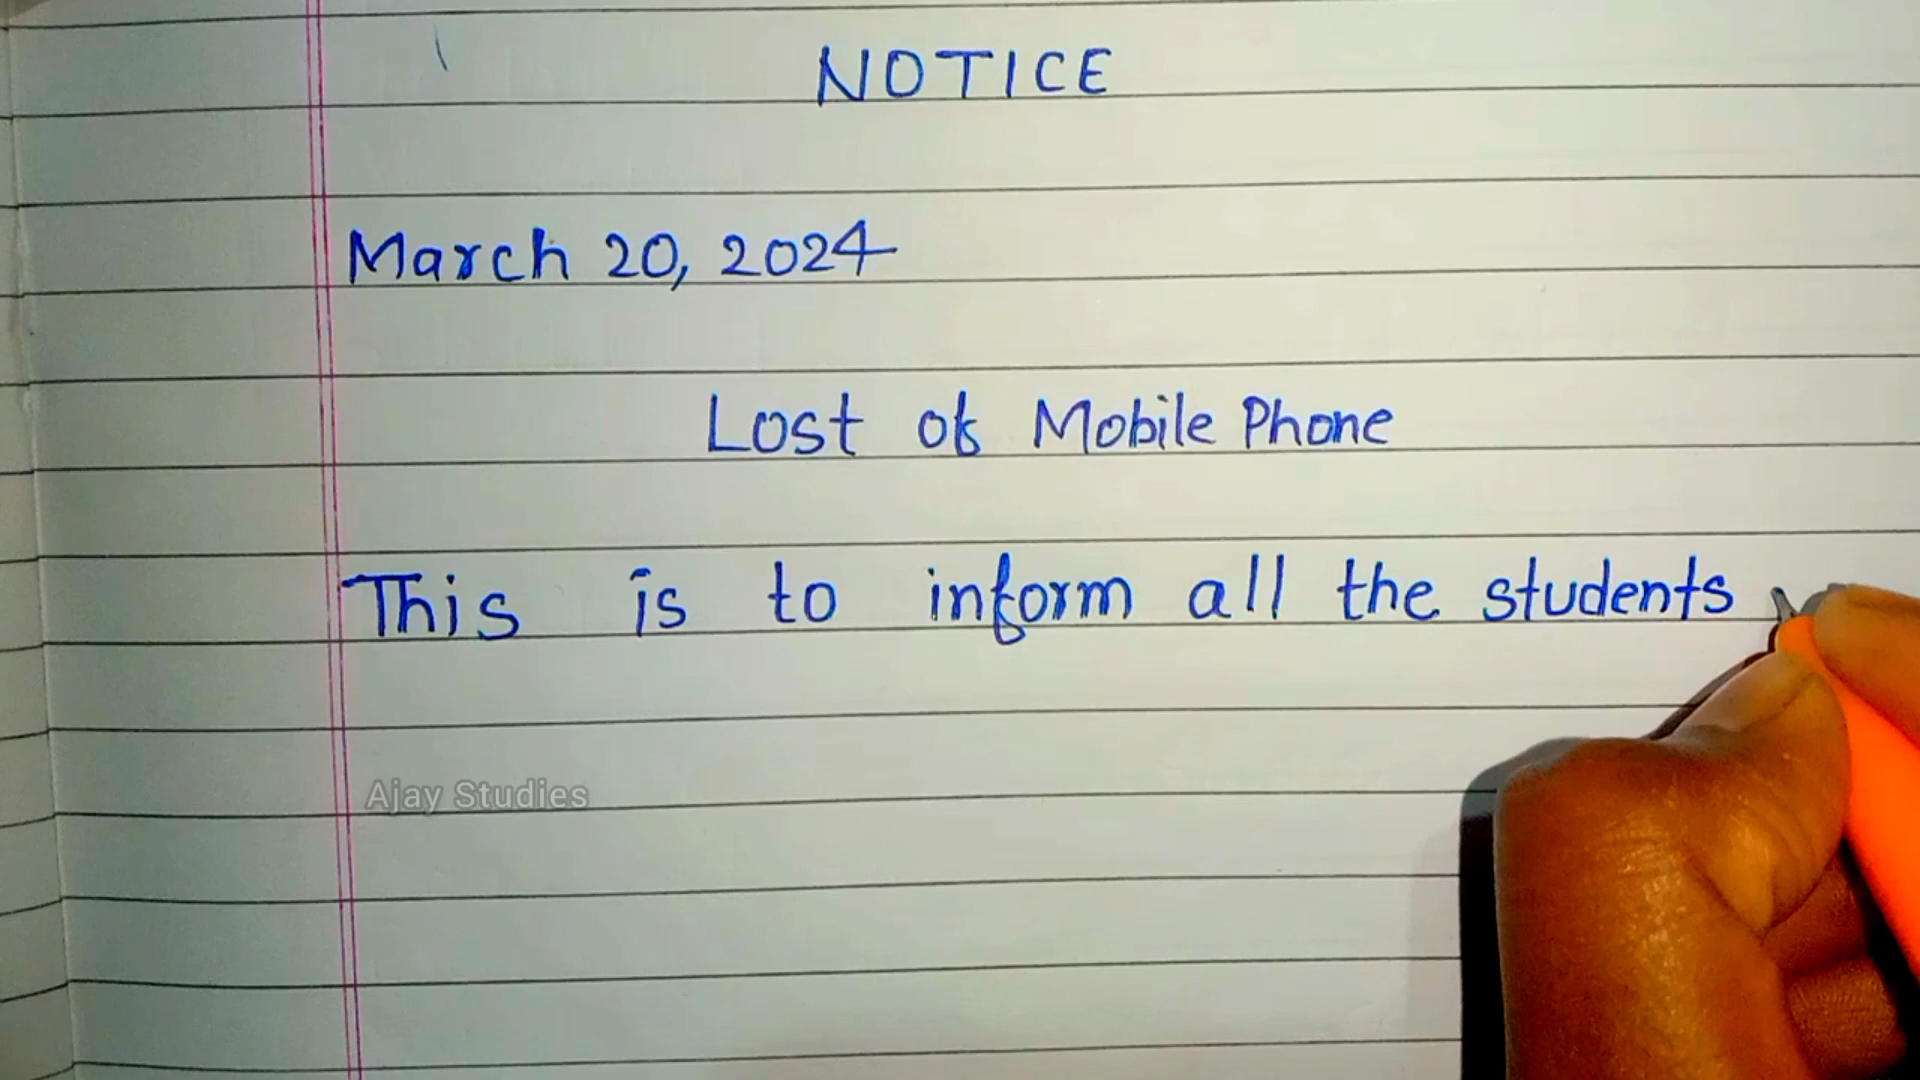 NOTICE
March 20, 2024
Lost of Mobile Phone
This is to inform all the students
Ajay Studies